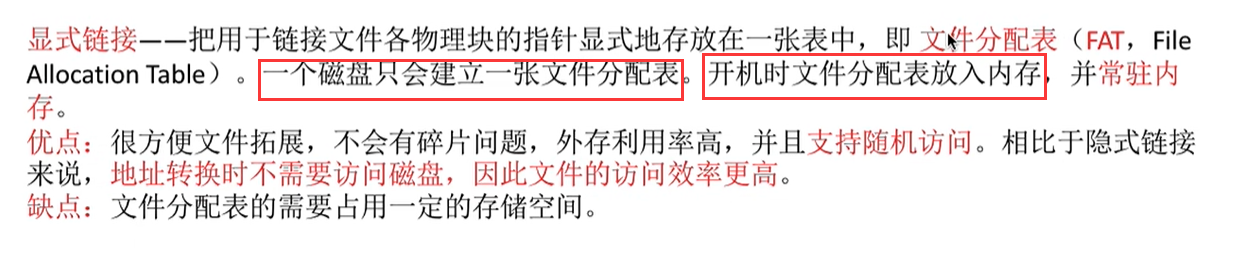 显式链接——把用于链接文件各物理块的指针显式地存放在一张表中，即 文件分配表（FAT，File
Allocation Table）。一个磁盘只会建立一张文件分配表。开机时文件分配表放入内存，并常驻内
存。
优点：很方便文件拓展，不会有碎片问题，外存利用率高，并且支持随机访问。相比于隐式链接
来说，地址转换时不需要访问磁盘，因此文件的访问效率更高。
缺点：文件分配表的需要占用一定的存储空间。